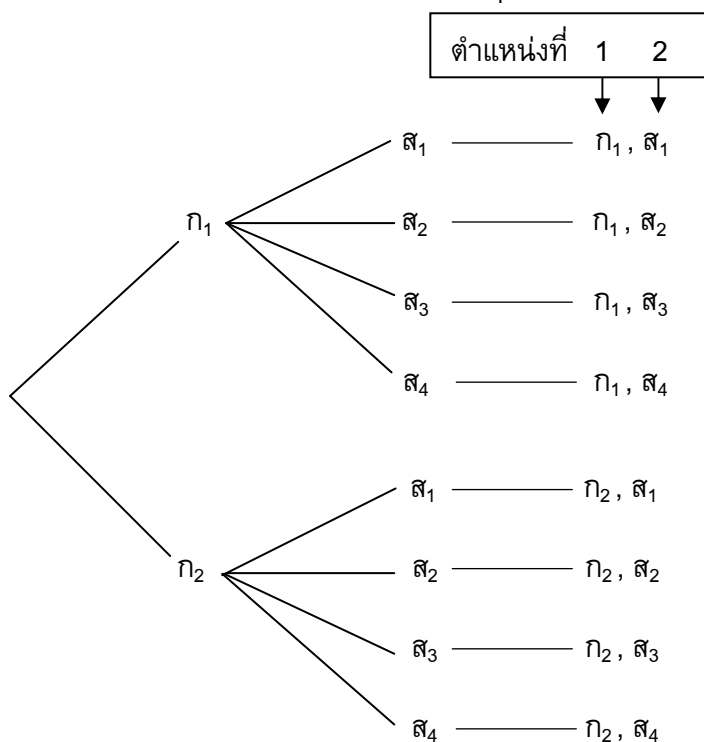 ตำแหน่งที่ 1 2
ส₁ ก₁ , ส₁
ก₁ ส₂ ก₁ , ส₂
ส₃ ก₁ , ส₃
ส₄ ก₁ , ส₄
ส₁ ก₂ , ส₁
ก₂ ส₂ ก₂ , ส₂
ส₃ ก₂ , ส₃
ส₄ ก₂ , ส₄